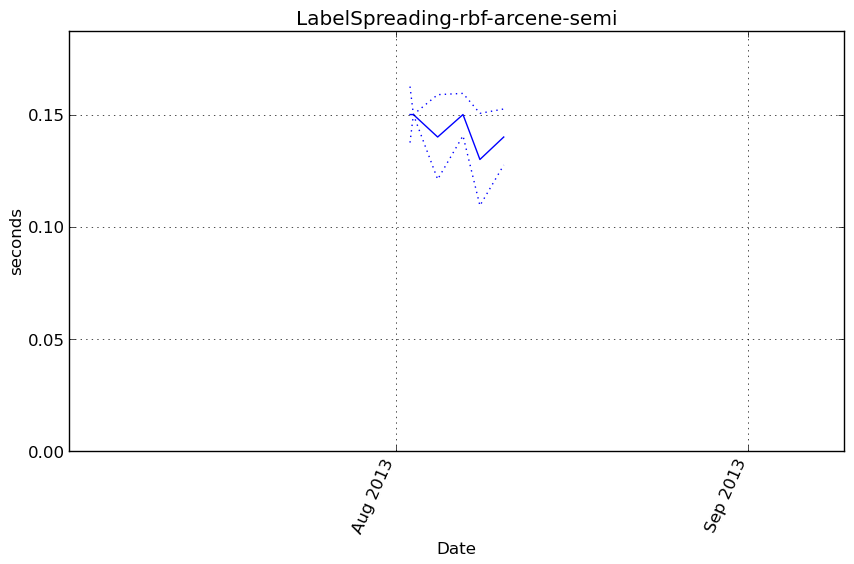 LabelSpreading-rbf-arcene-semi
0.15
0.10
0.05
0.00
seconds
Aug 2013
Sep 2013
Date